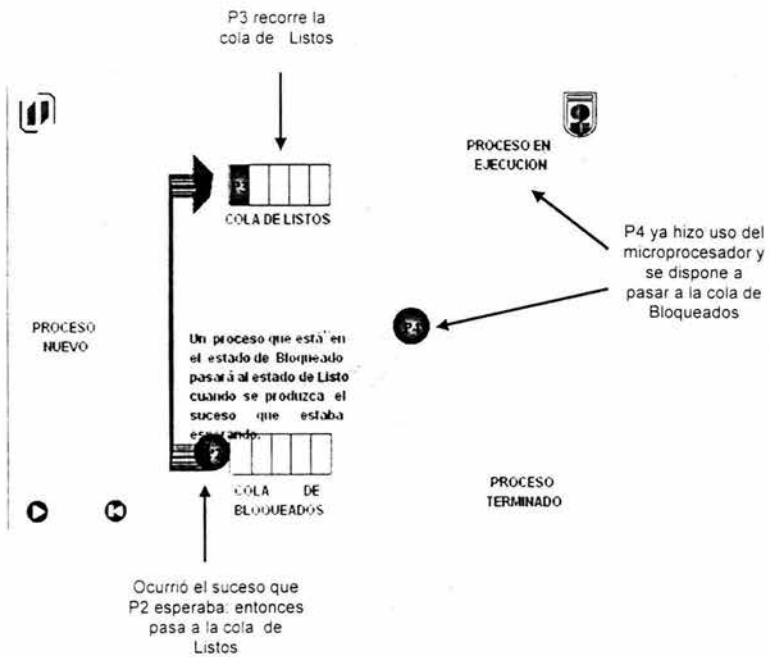 P3 recorre la
cola de Listos
PROCESO EN
EJECUCION
COLA DE LISTOS
P4 ya hizo uso del
microprocesador y
se dispone a
pasar a la cola de
Bloqueados
P4
PROCESO
NUEVO
Un proceso que está en
el estado de Bloqueado
pasará al estado de Listo
cuando se produzca el
suceso que estaba
esperando.
COLA DE
BLOQUEADOS
PROCESO
TERMINADO
Ocurrió el suceso que
P2 esperaba: entonces
pasa a la cola de
Listos